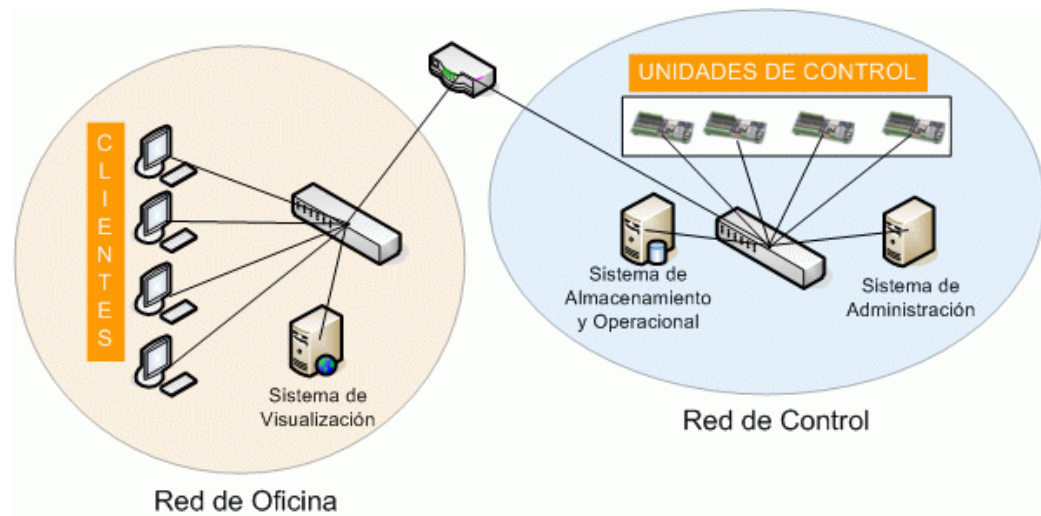 UNIDADES DE CONTROL
CLIENTES
Sistema de
Almacenamiento
y Operacional
Sistema de
Administración
Sistema de
Visualización
Red de Control
Red de Oficina